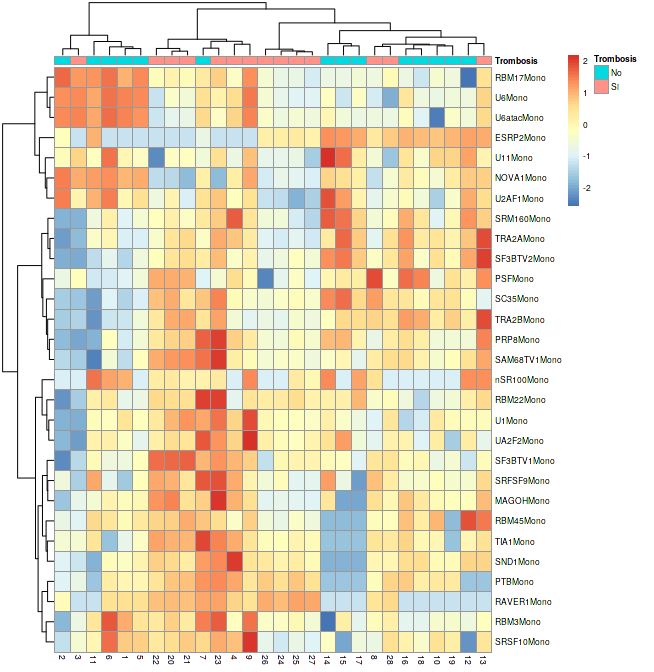 Trombosis
2
1
0
-1
-2
Trombosis
No
SI
RBM17Mono
U6Mono
U6atacMono
ESRP2Mono
U11Mono
NOVA1Mono
U2AF1Mono
SRM160Mono
TRA2AMono
SF3BTV2Mono
PSFMono
SC35Mono
TRA2BMono
PRP8Mono
SAM68TV1Mono
nSR100Mono
RBM22Mono
U1Mono
UA2F2Mono
SF3BTV1Mono
SRFSF9Mono
MAGOHMono
RBM45Mono
TIA1Mono
SND1Mono
PTBMono
RAVER1Mono
RBM3Mono
SRSF10Mono
2 3 11 6 1 5 22 20 21 7 23 4 9 26 24 25 27 14 15 17 8 28 16 18 10 19 12 13